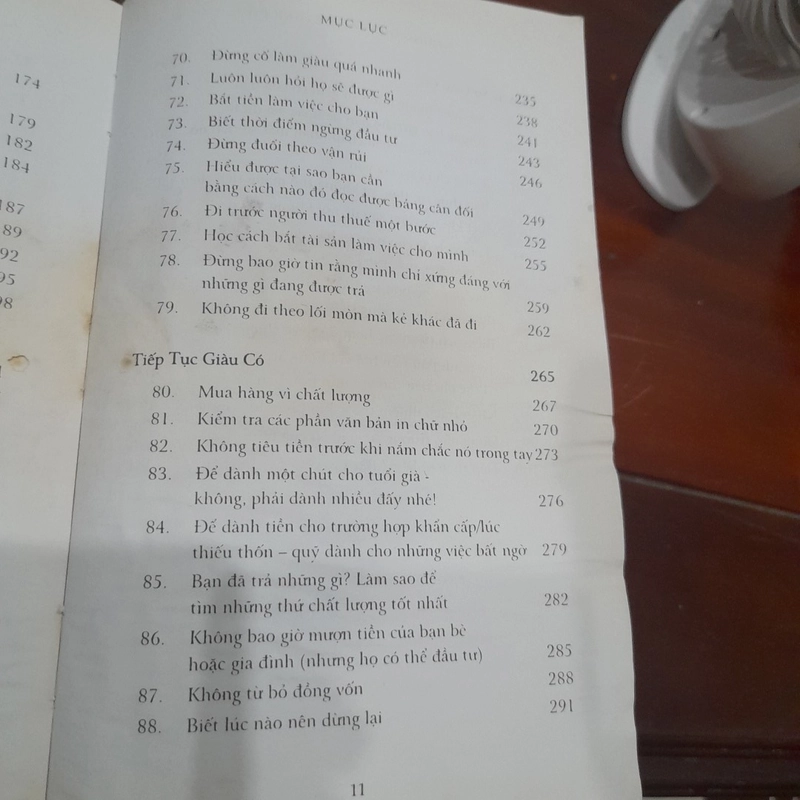 174
179
182
184
187
89
92
95
98
MỤC LỤC
70. Đừng cố làm giàu quá nhanh 235
71. Luôn luôn hỏi họ sẽ được gì 238
72. Bắt tiền làm việc cho bạn 241
73. Biết thời điểm ngừng đầu tư 243
74. Đừng đuổi theo vận rủi 246
75. Hiểu được tại sao bạn cần
bằng cách nào đó đọc được bảng cân đối 249
76. Đi trước người thu thuế một bước 252
77. Học cách bắt tài sản làm việc cho mình 255
78. Đừng bao giờ tin rằng mình chỉ xứng đáng với
những gì đang được trả 259
79. Không đi theo lối mòn mà kẻ khác đã đi 262
Tiếp Tục Giàu Có 265
80. Mua hàng vì chất lượng 267
81. Kiểm tra các phần văn bản in chữ nhỏ 270
82. Không tiêu tiền trước khi nắm chắc nó trong tay 273
83. Để dành một chút cho tuổi già -
không, phải dành nhiều đấy nhé! 276
84. Để dành tiền cho trường hợp khẩn cấp/lúc
thiếu thốn – quỹ dành cho những việc bất ngờ 279
85. Bạn đã trả những gì? Làm sao để
tìm những thứ chất lượng tốt nhất 282
86. Không bao giờ mượn tiền của bạn bè
hoặc gia đình (nhưng họ có thể đầu tư) 285
87. Không từ bỏ đồng vốn 288
88. Biết lúc nào nên dừng lại 291
11